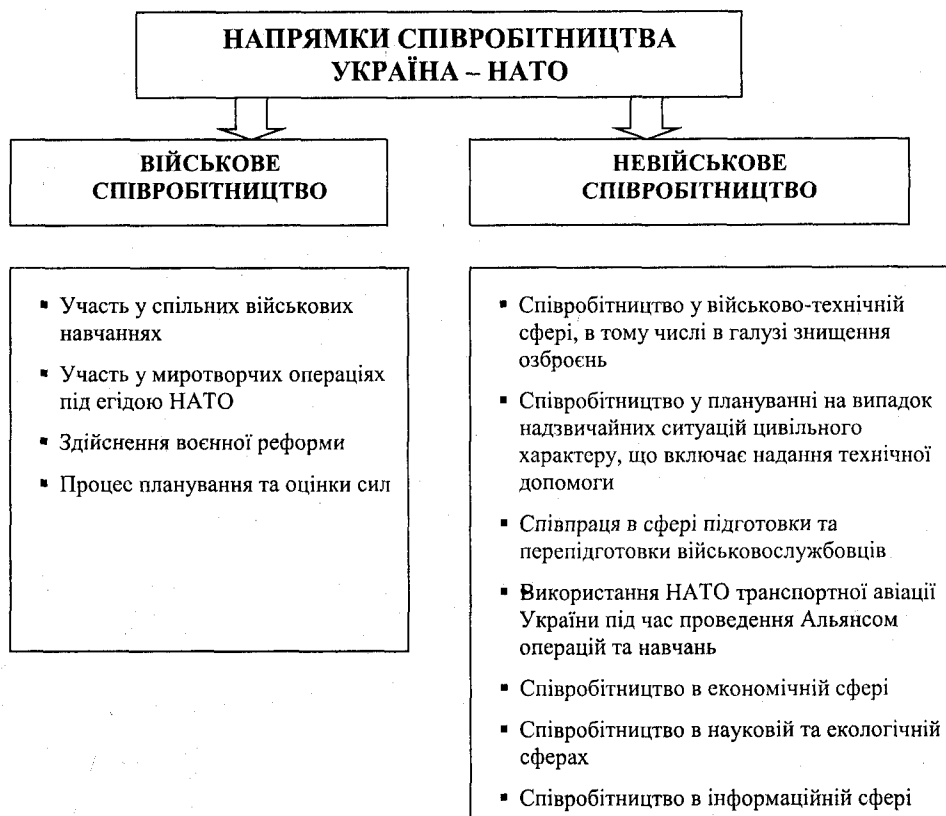 НАПРЯМКИ СПІВРОБІТНИЦТВА
УКРАЇНА – НАТО
ВІЙСЬКОВЕ
СПІВРОБІТНИЦТВО
▪ Участь у спільних військових
навчаннях
▪ Участь у миротворчих операціях
під егідою НАТО
▪ Здійснення воєнної реформи
▪ Процес планування та оцінки сил
НЕВІЙСЬКОВЕ
СПІВРОБІТНИЦТВО
▪ Співробітництво у військово-технічній
сфері, в тому числі в галузі знищення
озброєнь
▪ Співробітництво у плануванні на випадок
надзвичайних ситуацій цивільного
характеру, що включає надання технічної
допомоги
▪ Співпраця в сфері підготовки та
перепідготовки військовослужбовців
▪ Використання НАТО транспортної авіації
України під час проведення Альянсом
операцій та навчань
▪ Співробітництво в економічній сфері
▪ Співробітництво в науковій та екологічній
сферах
▪ Співробітництво в інформаційній сфері